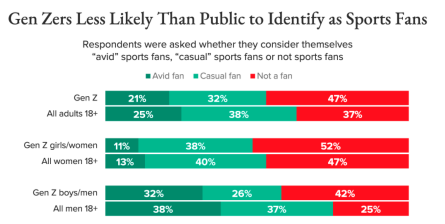 Gen Zers Less Likely Than Public to Identify as Sports Fans
Respondents were asked whether they consider themselves
"avid" sports fans, "casual" sports fans or not sports fans
Avid fan Casual fan Not a fan
Gen Z 21% 32% 47%
All adults 18+ 25% 38% 37%
Gen Z girls/women 11% 38% 52%
All women 18+ 13% 40% 47%
Gen Z boys/men 32% 26% 42%
All men 18+ 38% 37% 25%